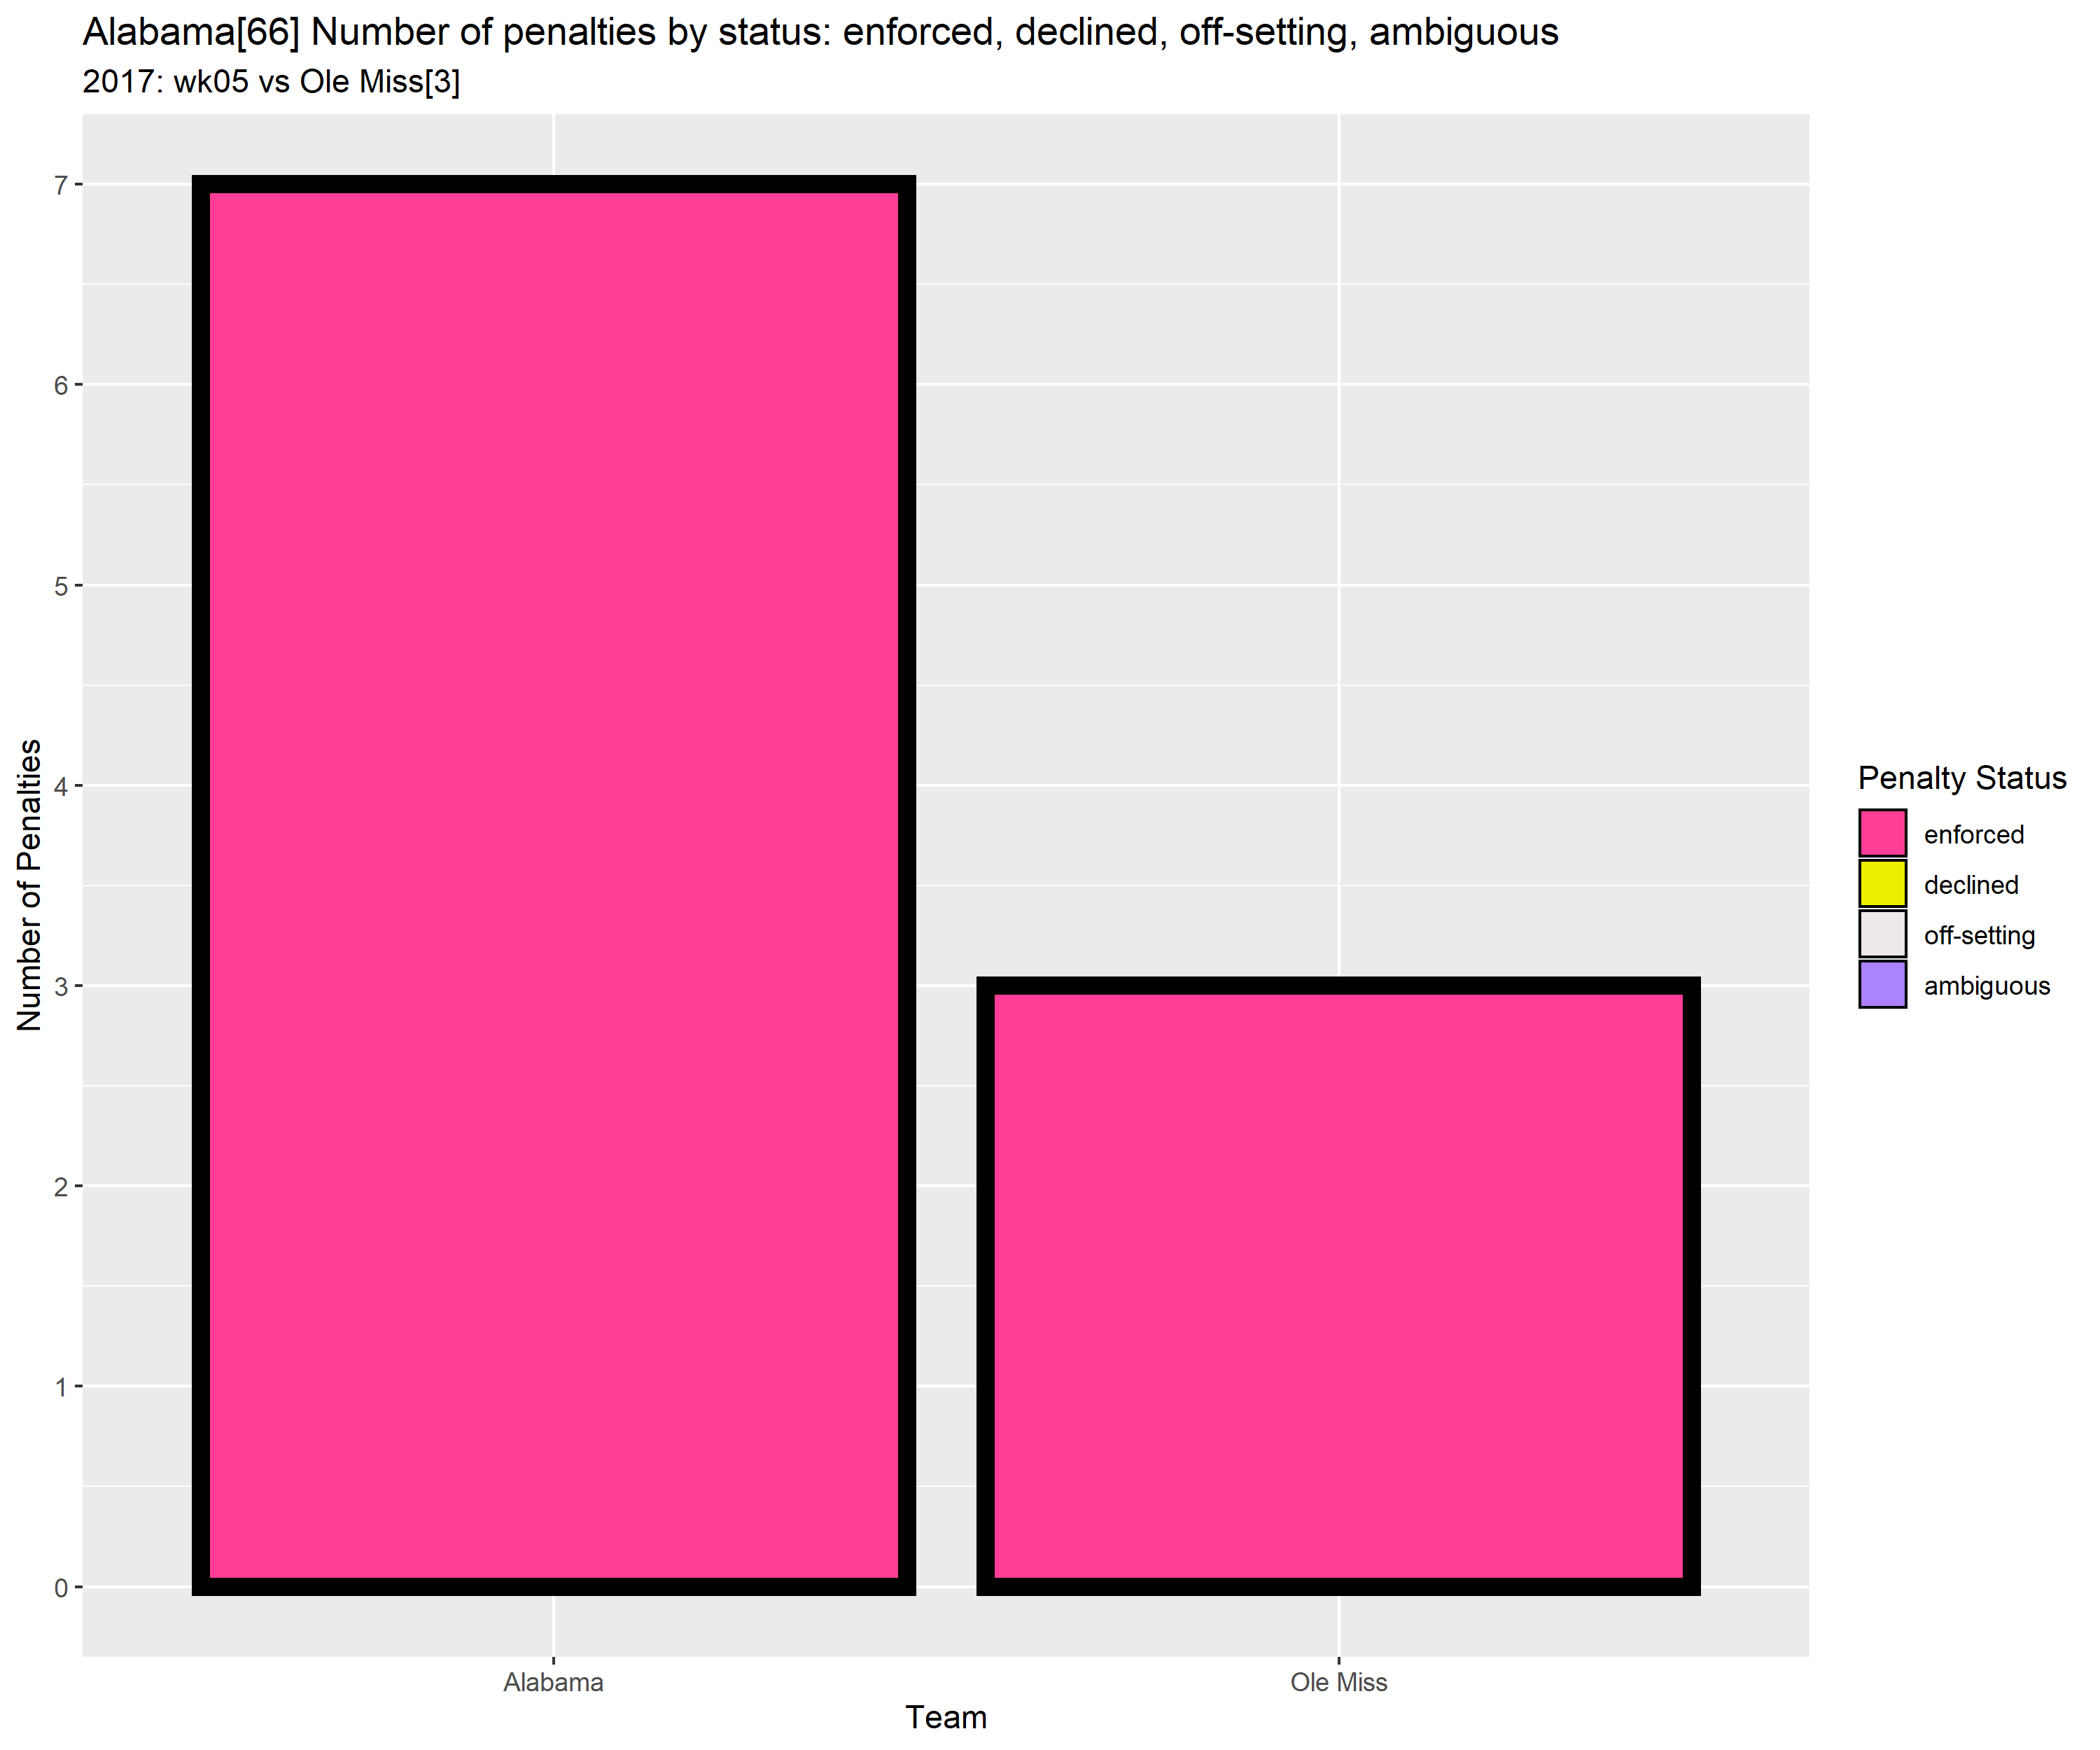 Alabama[66] Number of penalties by status: enforced, declined, off-setting, ambiguous
2017: wk05 vs Ole Miss[3]
Number of Penalties
7
6
5
4
3
2
1
0
Alabama
Ole Miss
Team
Penalty Status
enforced
declined
off-setting
ambiguous